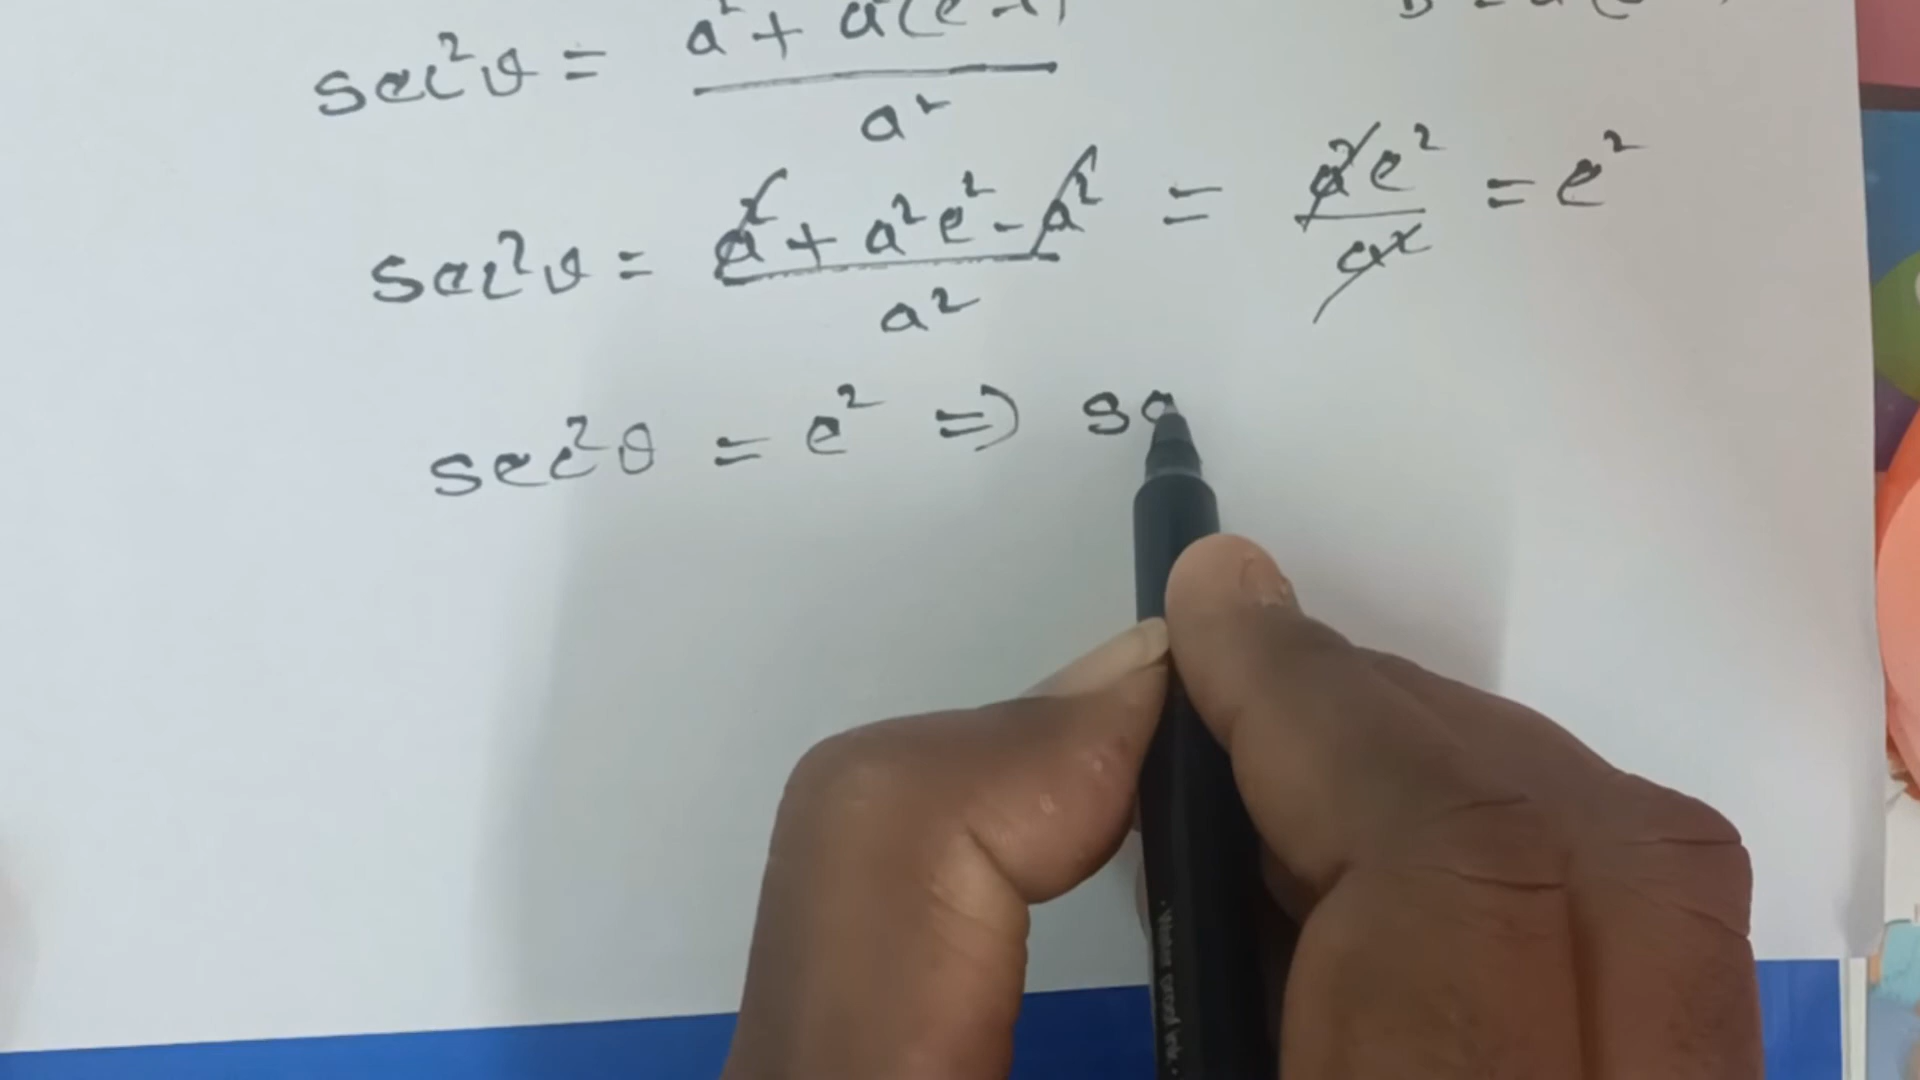 sec²θ = a² + a²(e²-1) / a²
sec²θ = a² + a²e² - a² / a² = a²e² / a² = e²
sec²θ = e² => se